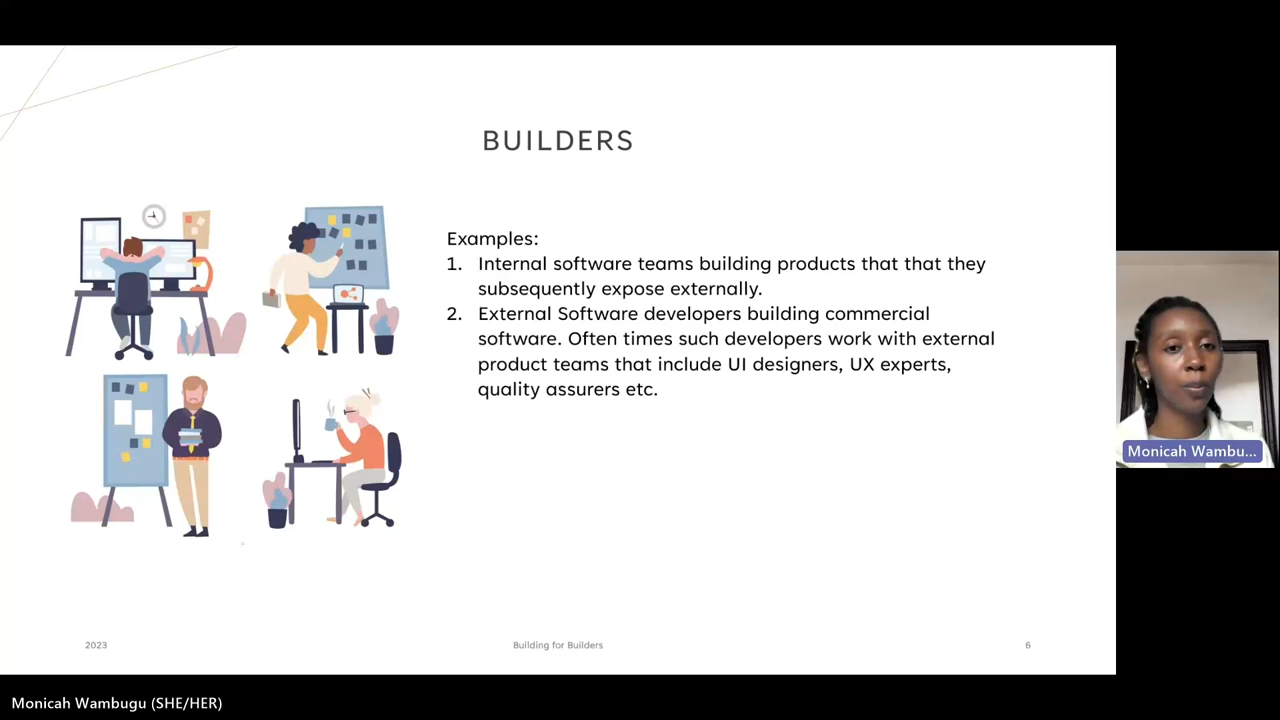 BUILDERS
Examples:
1. Internal software teams building products that that they
subsequently expose externally.
2. External Software developers building commercial
software. Often times such developers work with external
product teams that include UI designers, UX experts,
quality assurers etc.
Monicah Wambu...
2023
Building for Builders
6
Monicah Wambugu (SHE/HER)